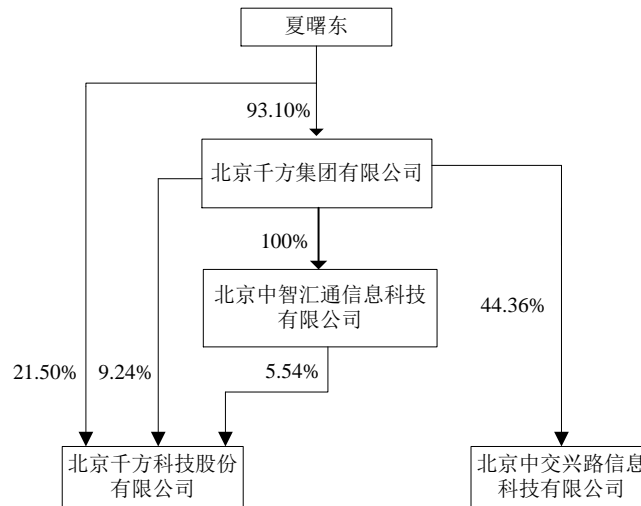 夏曙东
93.10%
北京千方集团有限公司
100%
北京中智汇通信息科技
有限公司
44.36%
21.50%
9.24%
5.54%
北京千方科技股份
有限公司
北京中交兴路信息
科技有限公司